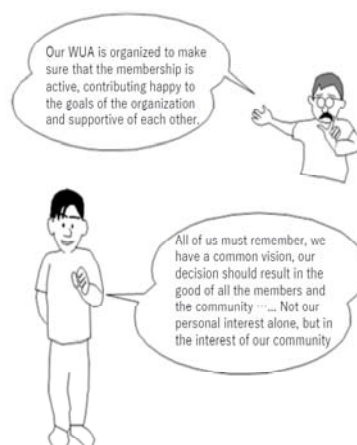 Our WUA is organized to make
sure that the membership is
active, contributing happy to
the goals of the organization
and supportive of each other.
All of us must remember, we
have a common vision, our
decision should result in the
good of all the members and
the community ….... Not our
personal interest alone, but in
the interest of our community